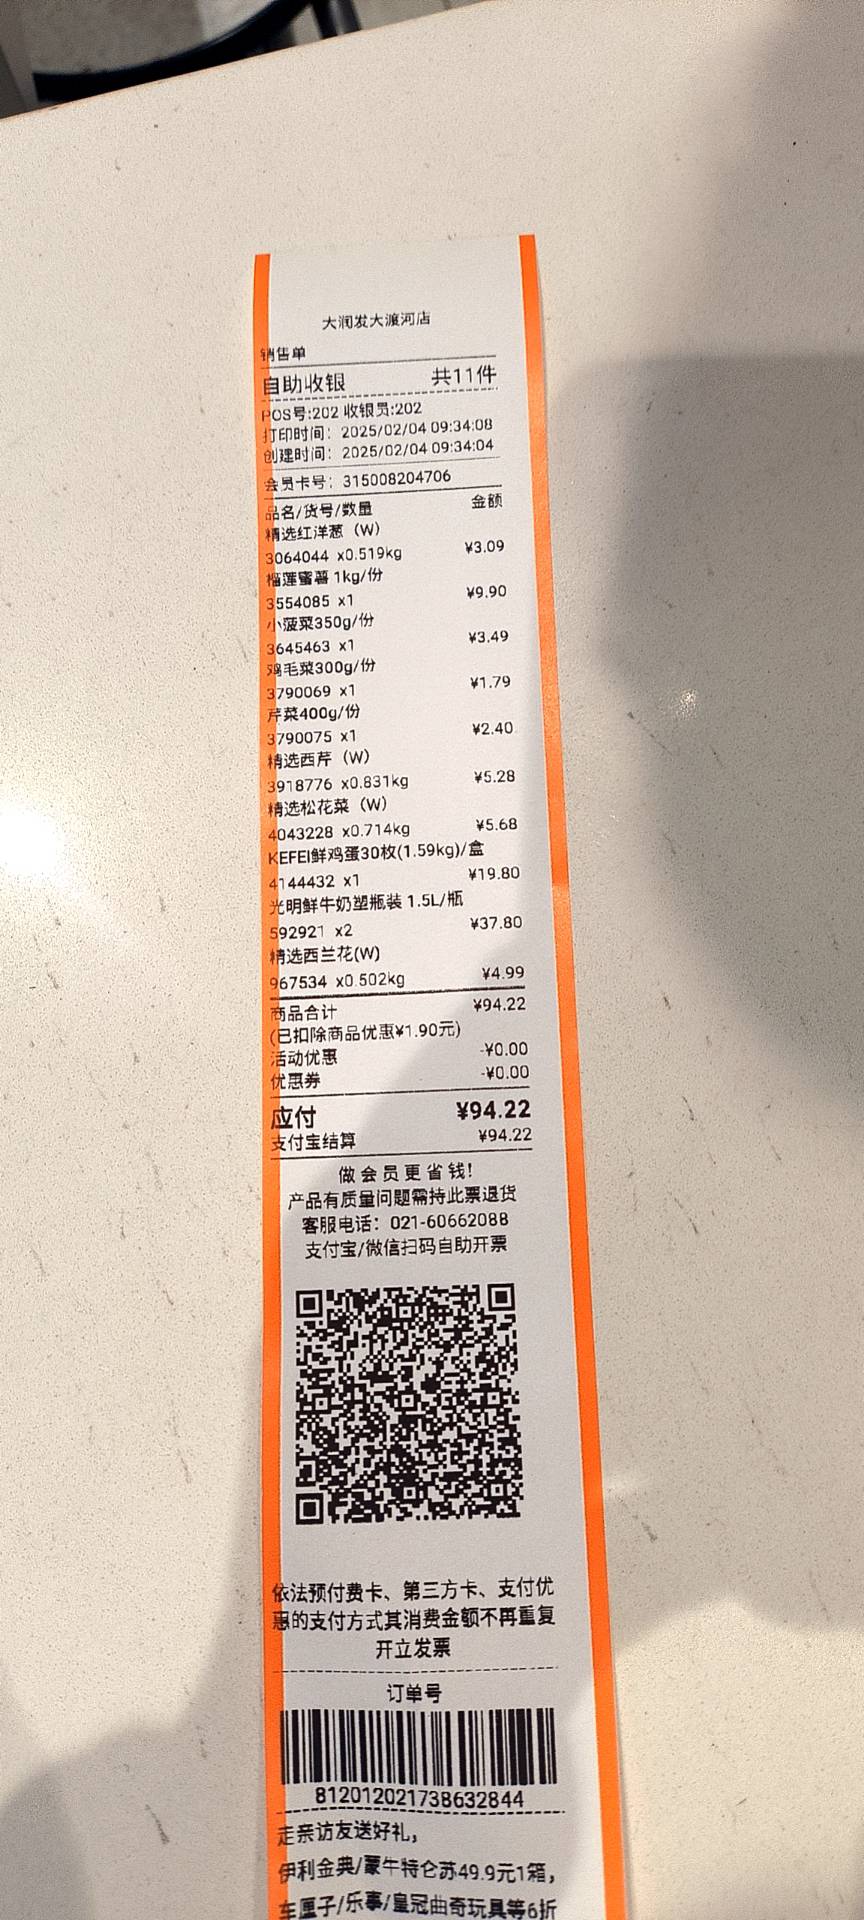 大润发大渡河店
销售单
自助收银 共11件
POS号:202 收银员:202
打印时间: 2025/02/04 09:34:08
创建时间: 2025/02/04 09:34:04
会员卡号: 315008204706
品名/货号/数量 金额
精选红洋葱（W）
3064044 x0.519kg ¥3.09
榴莲蜜薯 1kg/份
3554085 x1 ¥9.90
小菠菜350g/份
3645463 x1 ¥3.49
鸡毛菜300g/份
3790069 x1 ¥1.79
芹菜400g/份
3790075 x1 ¥2.40
精选西芹（W）
3918776 x0.831kg ¥5.28
精选松花菜（W）
4043228 x0.714kg ¥5.68
KEFEI鲜鸡蛋30枚(1.59kg)/盒
4144432 x1 ¥19.80
光明鲜牛奶塑瓶装 1.5L/瓶
592921 x2 ¥37.80
精选西兰花(W)
967534 x0.502kg ¥4.99
商品合计 ¥94.22
(已扣除商品优惠¥1.90元)
活动优惠 -¥0.00
优惠券 -¥0.00
应付 ¥94.22
支付宝结算 ¥94.22
做会员更省钱!
产品有质量问题需持此票退货
客服电话: 021-60662088
支付宝/微信扫码自助开票
依法预付费卡、第三方卡、支付优
惠的支付方式其消费金额不再重复
开立发票
订单号
812012021738632844
走亲访友送好礼，
伊利金典/蒙牛特仑苏49.9元1箱，
车厘子/乐事/皇冠曲奇玩具等6折